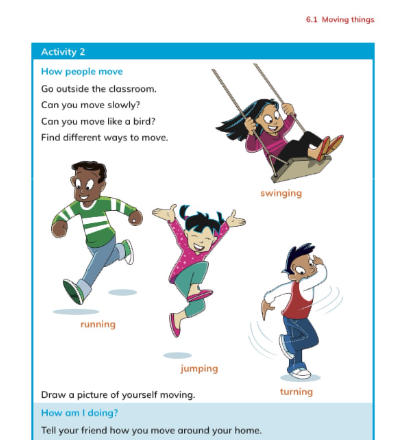 6.1 Moving things
Activity 2
How people move
Go outside the classroom.
Can you move slowly?
Can you move like a bird?
Find different ways to move.
swinging
running
jumping
turning
Draw a picture of yourself moving.
How am I doing?
Tell your friend how you move around your home.